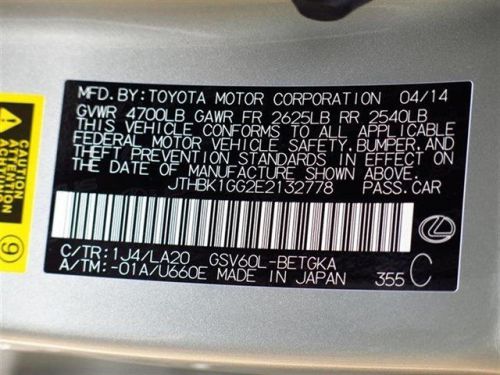 MFD. BY: TOYOTA MOTOR CORPORATION 04/14
GVWR 4700LB GAWR FR 2625LB RR 2540LB
THIS VEHICLE CONFORMS TO ALL APPLICABLE
FEDERAL MOTOR VEHICLE SAFETY, BUMPER, AND
THEFT PREVENTION STANDARDS IN EFFECT ON
THE DATE OF MANUFACTURE SHOWN ABOVE.
JTHBK1GG2E2132778 PASS.CAR
C/TR: 1J4/LA20 GSV60L-BETGKA
A/TM: -01A/U660E MADE IN JAPAN 355 C
9